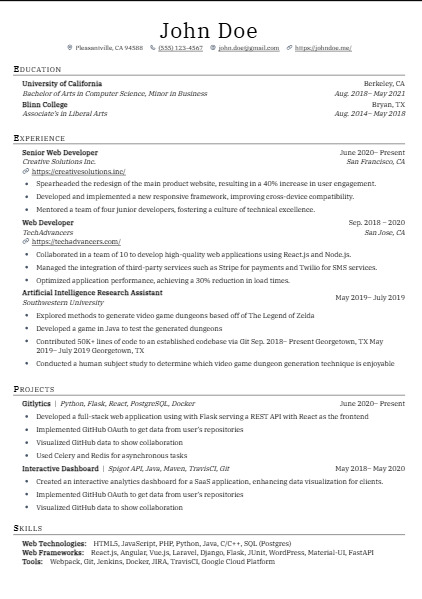 John Doe
Pleasantville, CA 94588 (555) 123-4567 john.doe@gmail.com https://johndoe.me/
Education
University of California Berkeley, CA
Bachelor of Arts in Computer Science, Minor in Business Aug. 2018– May 2021
Blinn College Bryan, TX
Associate's in Liberal Arts Aug. 2014– May 2018
Experience
Senior Web Developer June 2020– Present
Creative Solutions Inc. San Francisco, CA
https://creativesolutions.inc/
• Spearheaded the redesign of the main product website, resulting in a 40% increase in user engagement.
• Developed and implemented a new responsive framework, improving cross-browser compatibility.
• Mentored a team of four junior developers, fostering a culture of technical excellence.
Web Developer Sep. 2018 – 2020
TechAdvancers San Jose, CA
https://techadvancers.com/
• Collaborated in a team of 10 to develop high-quality web applications using React.js and Node.js.
• Managed the integration of third-party services such as Stripe for payments and Twilio for SMS services.
• Optimized application performance, achieving a 30% reduction in load times.
Artificial Intelligence Research Assistant May 2019– July 2019
Southwestern University
• Explored methods to generate video game dungeons based off of The Legend of Zelda
• Developed a game in Java to test the generated dungeons
• Contributed 50K+ lines of code to an established codebase via Git Sep. 2018– Present Georgetown, TX May
2019– July 2019 Georgetown, TX
• Conducted a human subject study to determine which video game dungeon generation technique is enjoyable
Projects
Gitlytics | Python, Flask, React, PostgreSQL, Docker June 2020– Present
• Developed a full-stack web application using with Flask serving a REST API with React as the frontend
• Implemented GitHub OAuth to get data from user's repositories
• Visualized GitHub data to show collaboration
• Used Celery and Redis for asynchronous tasks
Interactive Dashboard | Spigot API, Java, Maven, TravisCI, Git May 2018– May 2020
• Created an interactive analytics dashboard for a SaaS application, enhancing data visualization for clients.
• Implemented GitHub OAuth to get data from user's repositories
• Visualized GitHub data to show collaboration
Skills
Web Technologies: HTML5, JavaScript, PHP, Python, Java, C/C++, SQL (Postgres)
Web Frameworks: React.js, Angular, Vue.js, Laravel, Django, Flask, JUnit, WordPress, Material-UI, FastAPI
Tools: Webpack, Git, Jenkins, Docker, JIRA, TravisCI, Google Cloud Platform